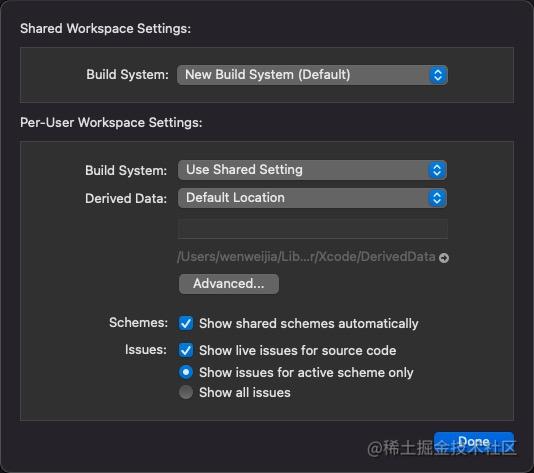 Shared Workspace Settings:
Build System: New Build System (Default)
Per-User Workspace Settings:
Build System: Use Shared Setting
Derived Data: Default Location
/Users/wenweijia/Lib...r/Xcode/DerivedData
Advanced...
Schemes: Show shared schemes automatically
Issues: Show live issues for source code
Show issues for active scheme only
Show all issues
Done
@稀土掘金技术社区